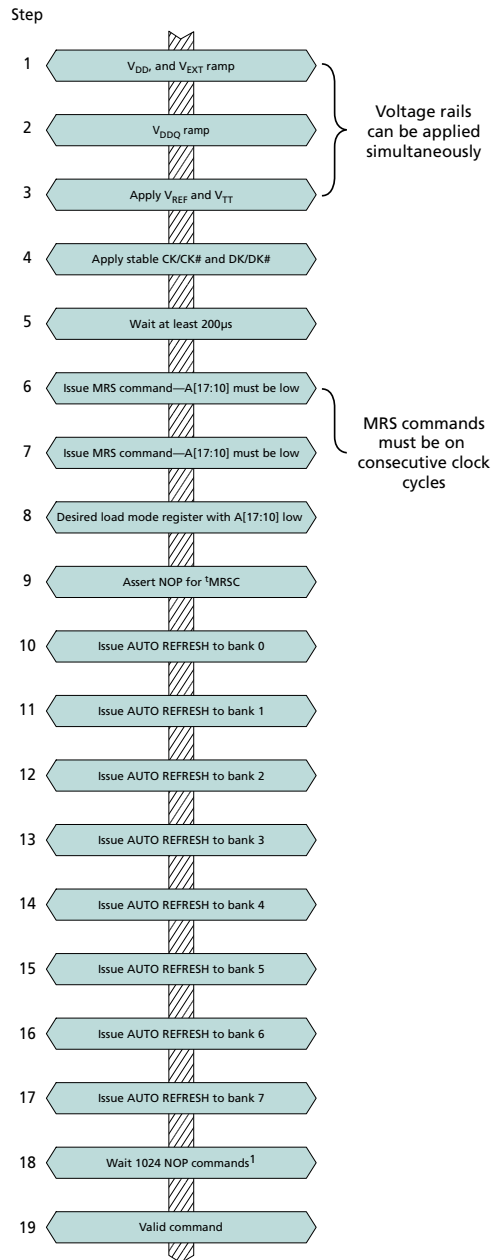 Step
1 V_DD, and V_EXT ramp
2 V_DDQ ramp
3 Apply V_REF and V_TT
Voltage rails
can be applied
simultaneously
4 Apply stable CK/CK# and DK/DK#
5 Wait at least 200µs
6 Issue MRS command—A[17:10] must be low
7 Issue MRS command—A[17:10] must be low
MRS commands
must be on
consecutive clock
cycles
8 Desired load mode register with A[17:10] low
9 Assert NOP for ᵗMRSC
10 Issue AUTO REFRESH to bank 0
11 Issue AUTO REFRESH to bank 1
12 Issue AUTO REFRESH to bank 2
13 Issue AUTO REFRESH to bank 3
14 Issue AUTO REFRESH to bank 4
15 Issue AUTO REFRESH to bank 5
16 Issue AUTO REFRESH to bank 6
17 Issue AUTO REFRESH to bank 7
18 Wait 1024 NOP commands¹
19 Valid command